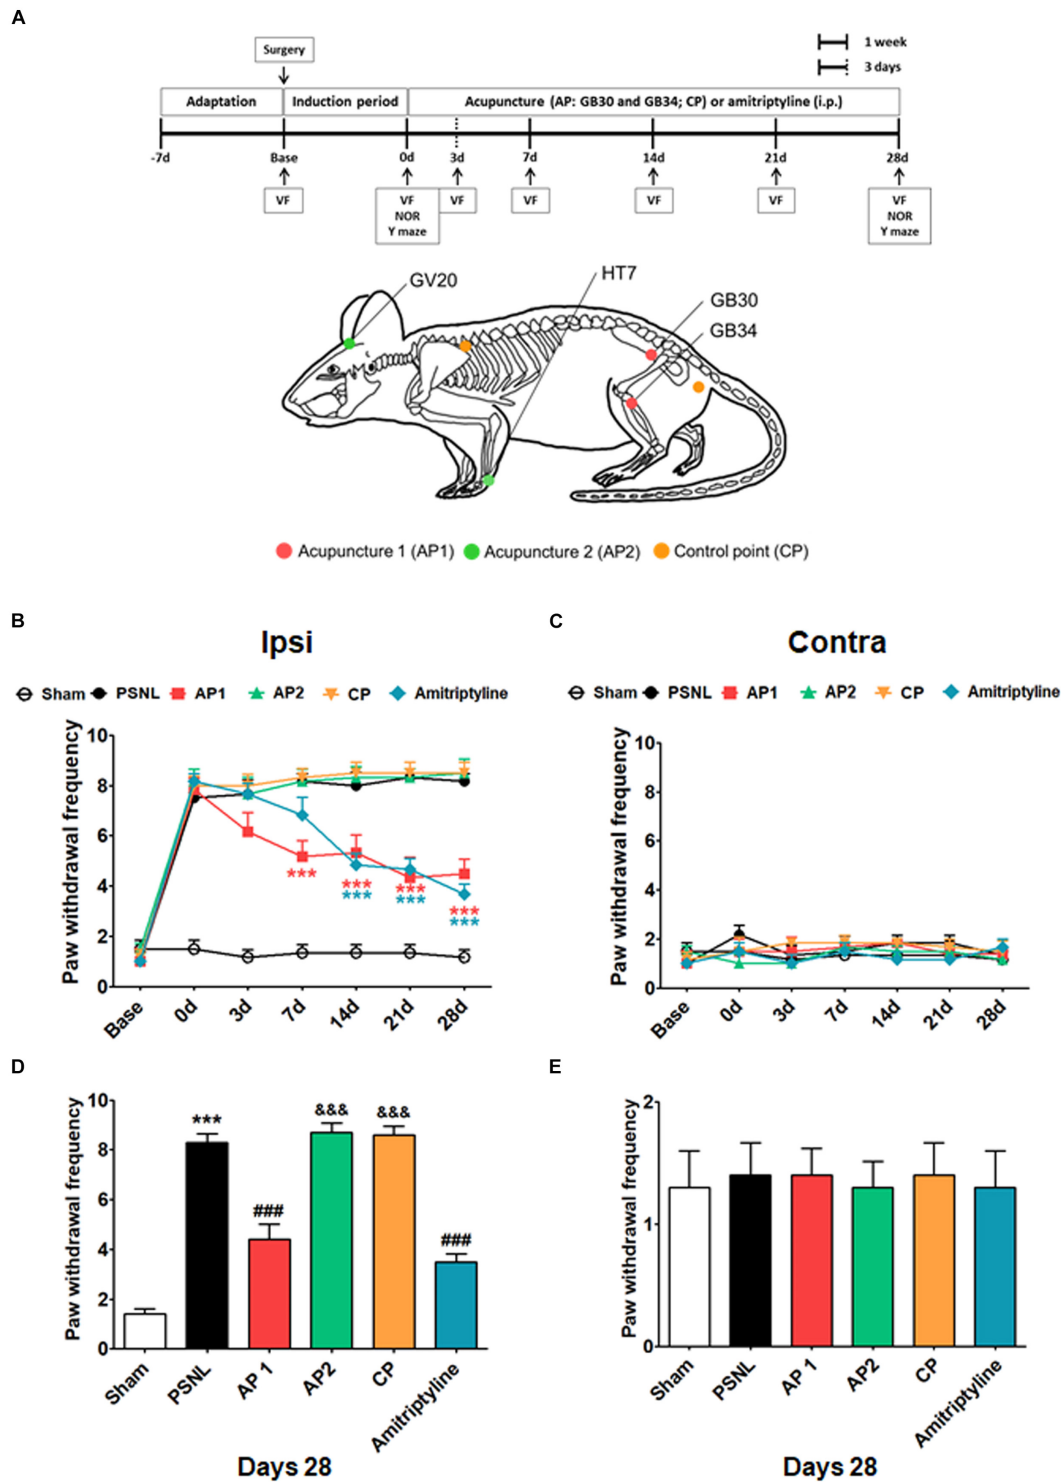 A
1 week
3 days
Surgery
Adaptation
Induction period
Acupuncture (AP: GB30 and GB34; CP) or amitriptyline (i.p.)
-7d
Base
0d
3d
7d
14d
21d
28d
VF
VF
NOR
Y maze
VF
VF
VF
VF
VF
NOR
Y maze
GV20
HT7
GB30
GB34
Acupuncture 1 (AP1)
Acupuncture 2 (AP2)
Control point (CP)
B
Ipsi
Sham
PSNL
AP1
AP2
CP
Amitriptyline
Paw withdrawal frequency
10
8
6
4
2
0
***
***
***
***
***
***
***
Base
0d
3d
7d
14d
21d
28d
C
Contra
Sham
PSNL
AP1
AP2
CP
Amitriptyline
Paw withdrawal frequency
10
8
6
4
2
0
Base
0d
3d
7d
14d
21d
28d
D
Paw withdrawal frequency
10
8
6
4
2
0
***
###
&&&
&&&
###
Sham
PSNL
AP 1
AP2
CP
Amitriptyline
Days 28
E
Paw withdrawal frequency
2
1
0
Sham
PSNL
AP 1
AP2
CP
Amitriptyline
Days 28